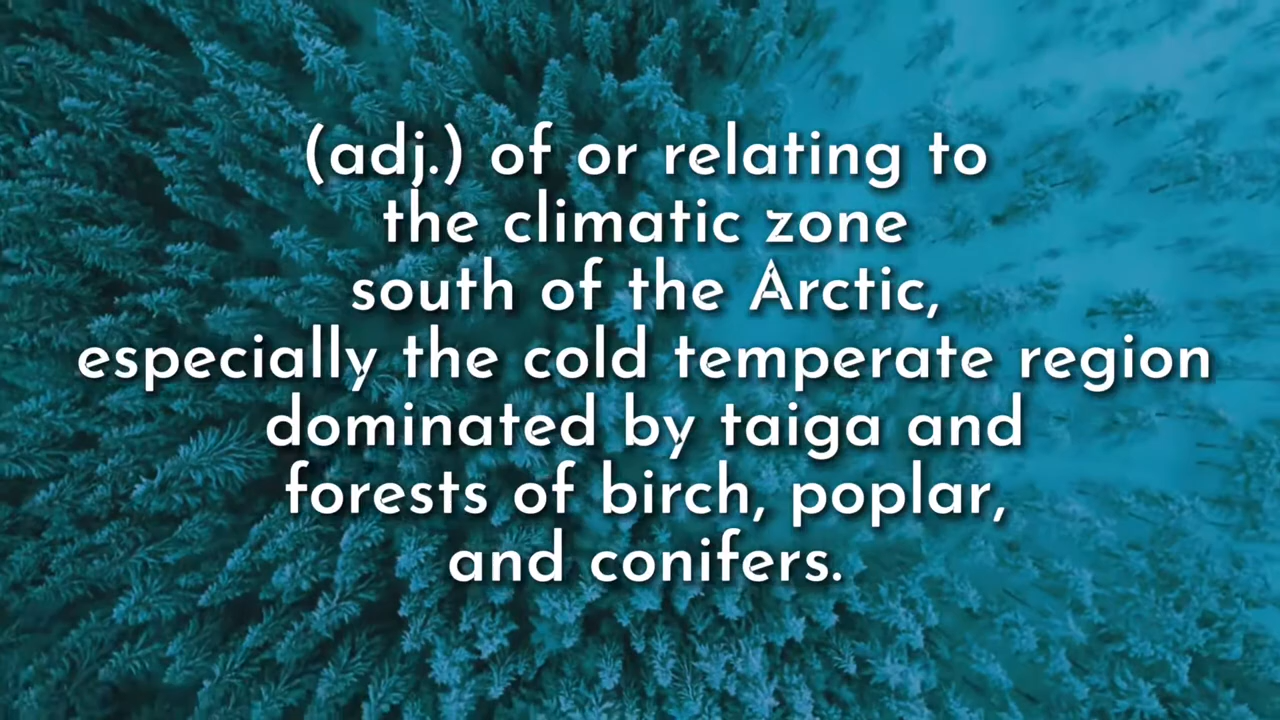 (adj.) of or relating to
the climatic zone
south of the Arctic,
especially the cold temperate region
dominated by taiga and
forests of birch, poplar,
and conifers.